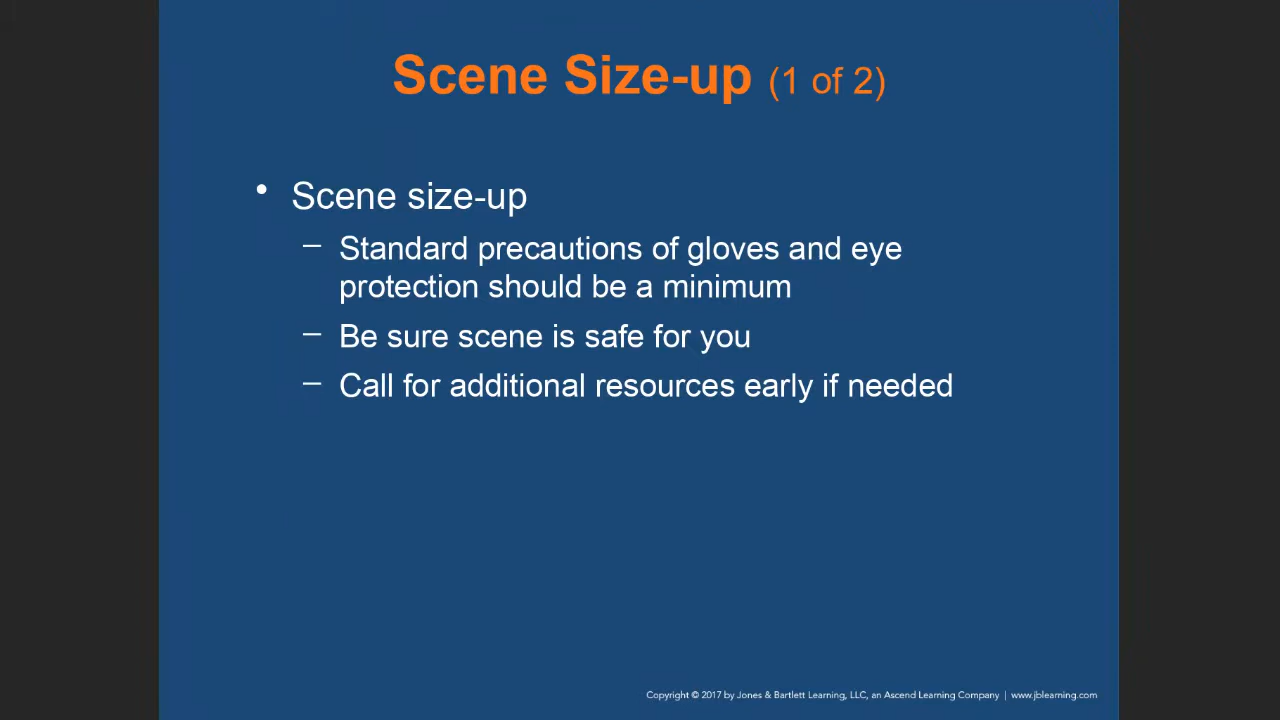 Scene Size-up (1 of 2)
• Scene size-up
– Standard precautions of gloves and eye
protection should be a minimum
– Be sure scene is safe for you
– Call for additional resources early if needed
Copyright © 2017 by Jones & Bartlett Learning, LLC, an Ascend Learning Company | www.jblearning.com